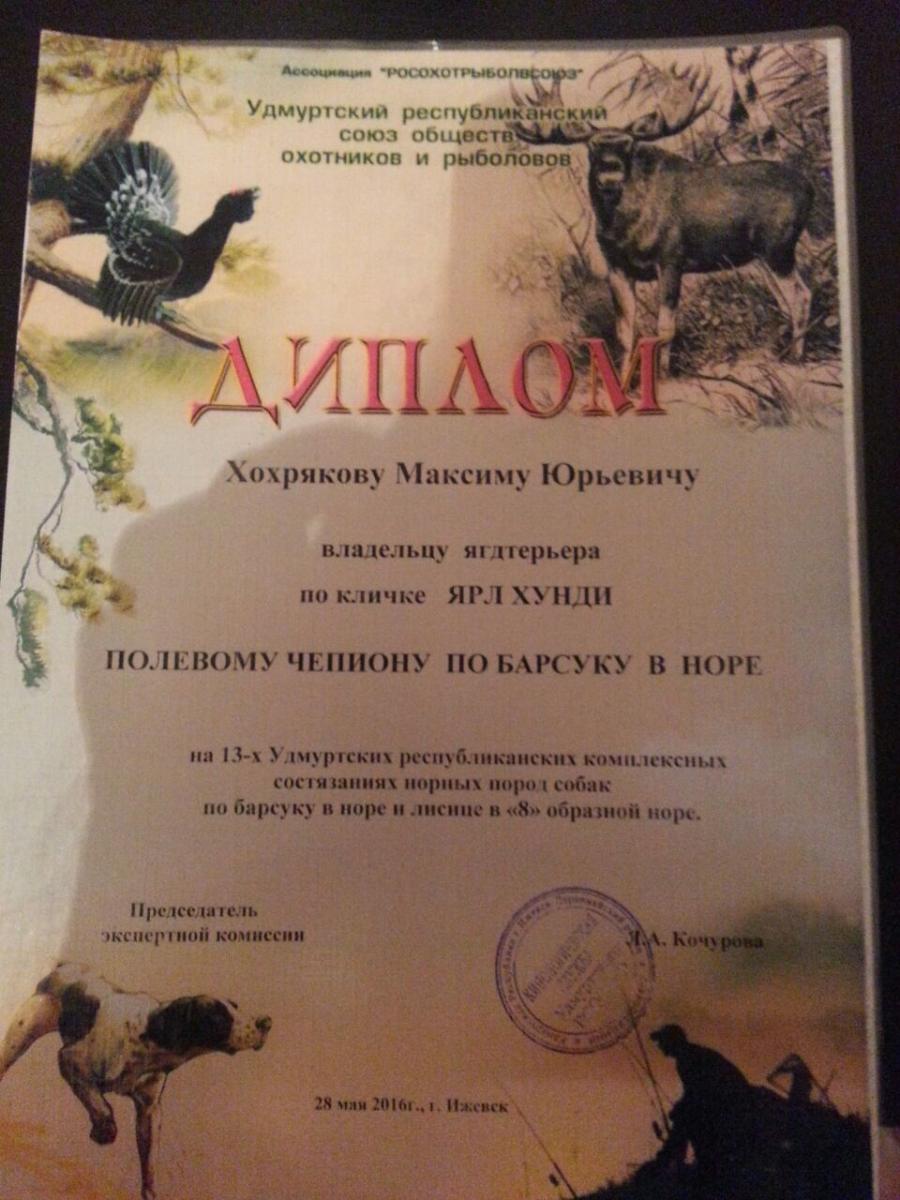 Ассоциация "РОСОХОТРЫБОЛВСОЮЗ"
Удмуртский республиканский
союз обществ
охотников и рыболовов
ДИПЛОМ
Хохрякову Максиму Юрьевичу
владельцу ягдтерьера
по кличке ЯРЛ ХУНДИ
ПОЛЕВОМУ ЧЕПИОНУ ПО БАРСУКУ В НОРЕ
на 13-х Удмуртских республиканских комплексных
состязаниях норных пород собак
по барсуку в норе и лисице в «8» образной норе.
Председатель
экспертной комиссии
Л.А. Кочурова
28 мая 2016г., г. Ижевск